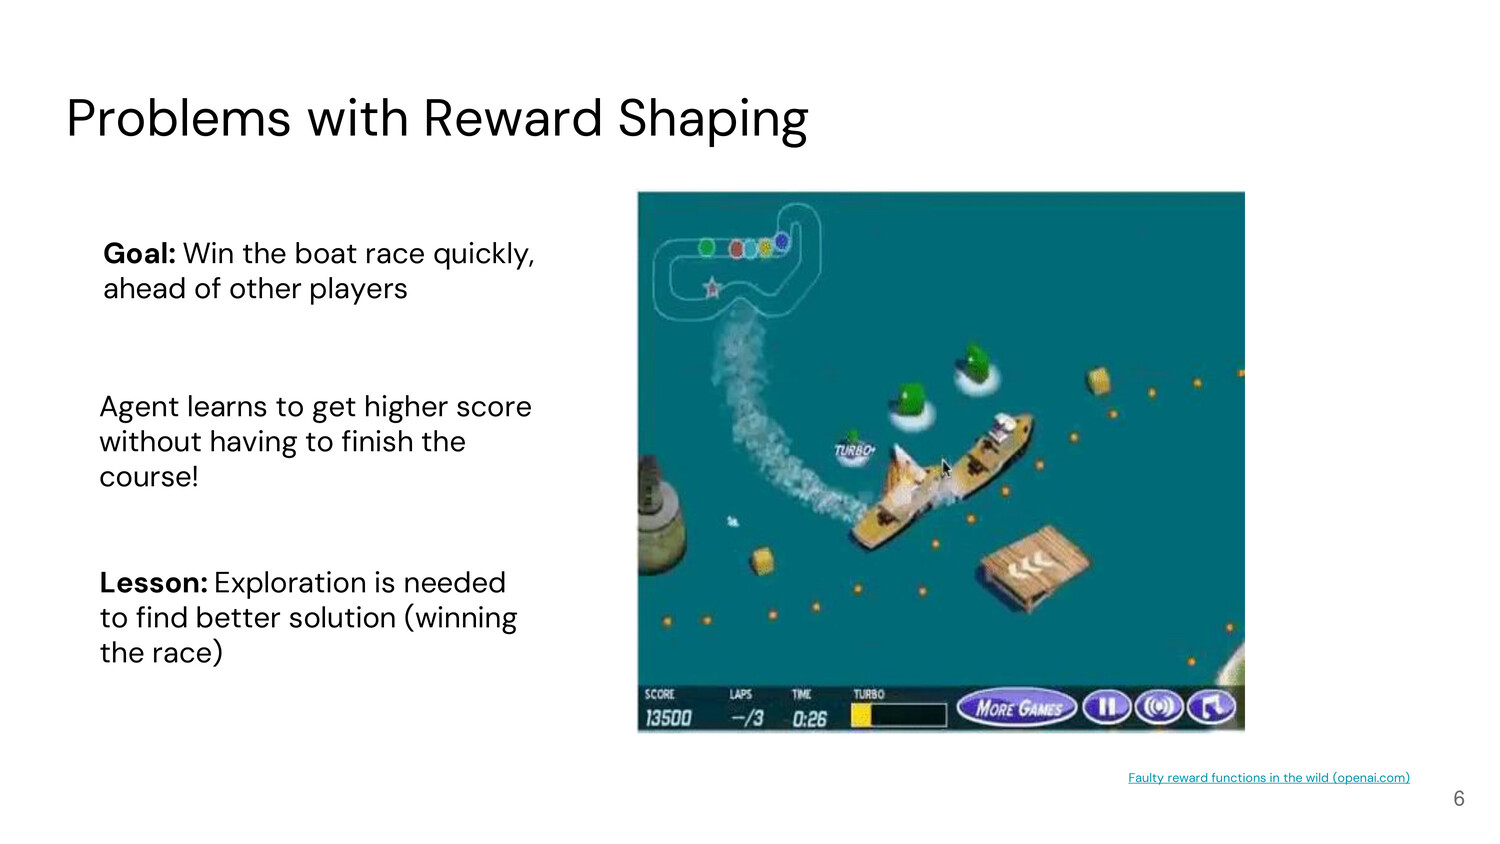 Problems with Reward Shaping
Goal: Win the boat race quickly,
ahead of other players
Agent learns to get higher score
without having to finish the
course!
Lesson: Exploration is needed
to find better solution (winning
the race)
TURBO
SCORE LAPS TIME TURBO
13500 --/3 0:26 MORE GAMES
Faulty reward functions in the wild (openai.com)
6